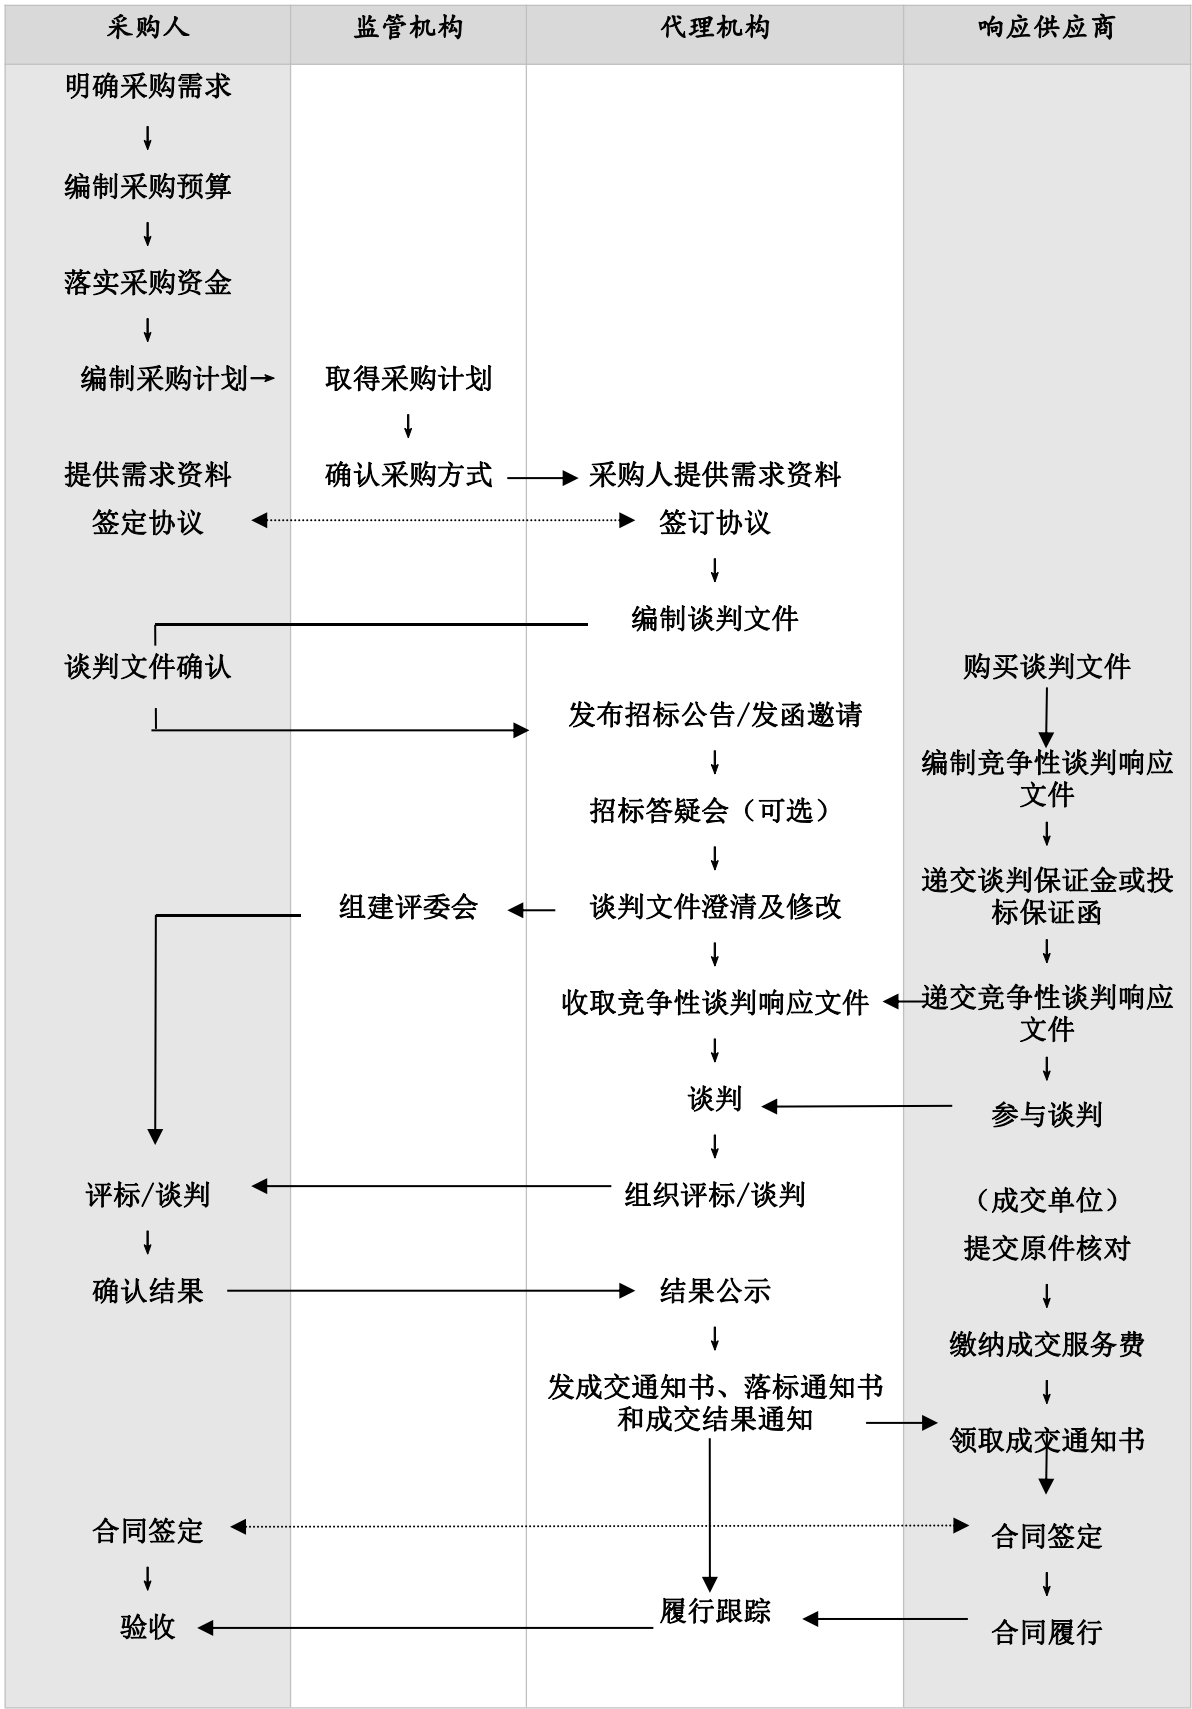 采购人
监管机构
代理机构
响应供应商
明确采购需求
↓
编制采购预算
↓
落实采购资金
↓
编制采购计划→
取得采购计划
↓
↓
提供需求资料
确认采购方式
采购人提供需求资料
签定协议
签订协议
↓
编制谈判文件
谈判文件确认
购买谈判文件
发布招标公告/发函邀请
↓
编制竞争性谈判响应
文件
招标答疑会（可选）
↓
↓
递交谈判保证金或投
标保证函
组建评委会
谈判文件澄清及修改
↓
↓
收取竞争性谈判响应文件
递交竞争性谈判响应
文件
↓
↓
谈判
参与谈判
↓
评标/谈判
组织评标/谈判
（成交单位）
↓
提交原件核对
确认结果
结果公示
↓
↓
缴纳成交服务费
发成交通知书、落标通知书
和成交结果通知
↓
领取成交通知书
合同签定
合同签定
↓
↓
验收
履行跟踪
合同履行